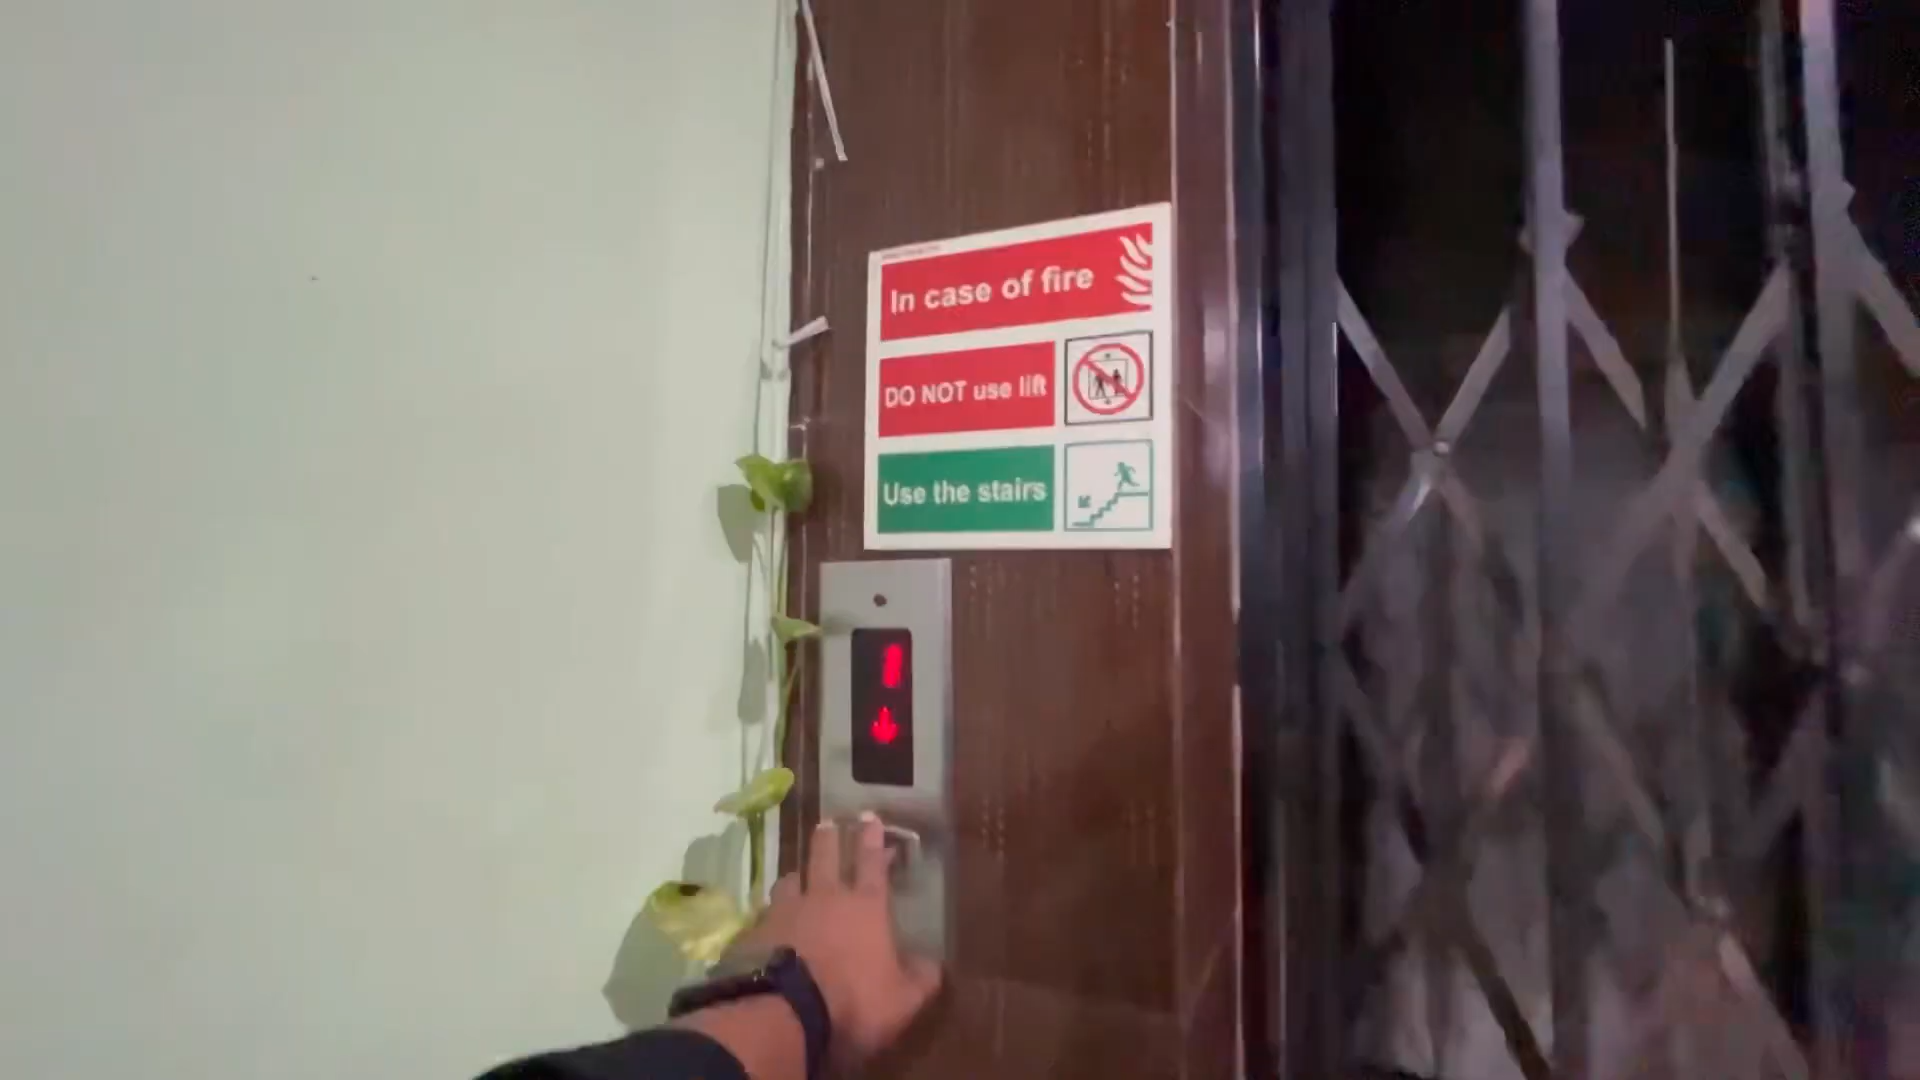 In case of fire
DO NOT use lift
Use the stairs